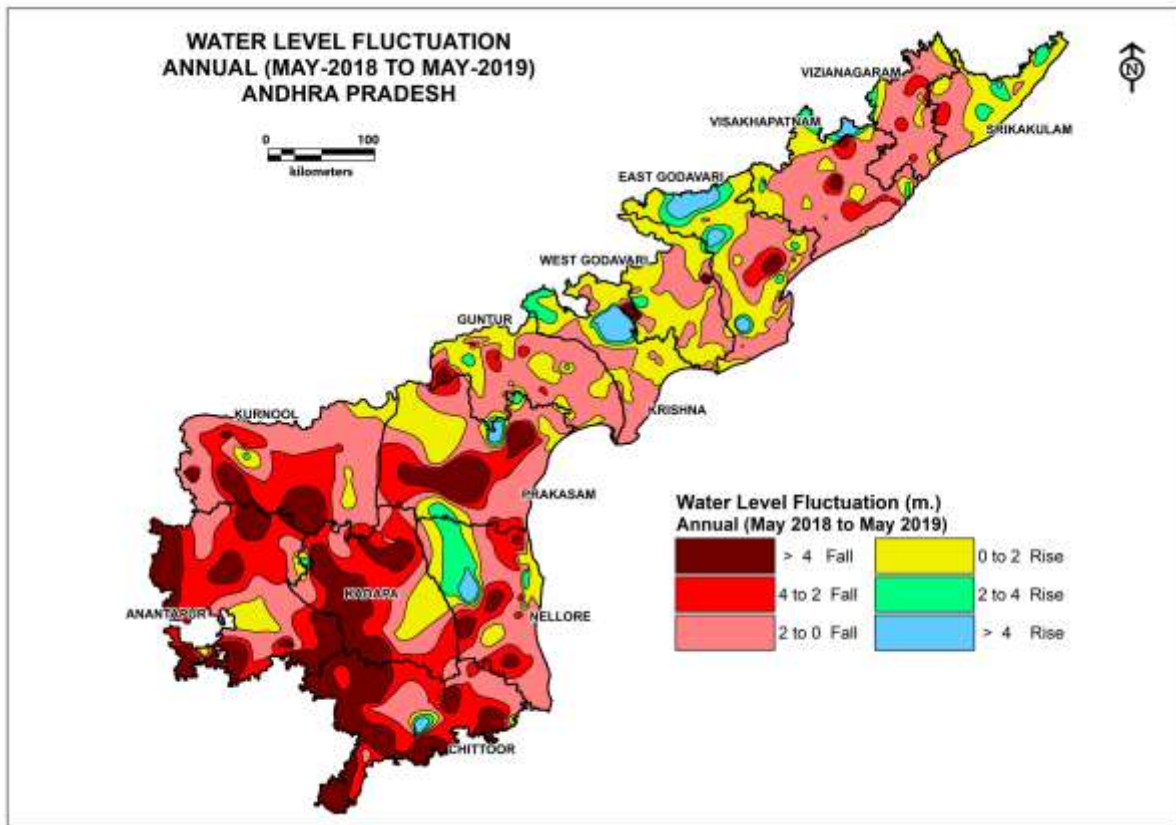 WATER LEVEL FLUCTUATION
ANNUAL (MAY-2018 TO MAY-2019)
ANDHRA PRADESH
0 100
kilometers
N
VIZIANAGARAM
VISAKHAPATNAM
SRIKAKULAM
EAST GODAVARI
WEST GODAVARI
GUNTUR
KRISHNA
KURNOOL
PRAKASAM
KADAPA
ANANTAPUR
NELLORE
CHITTOOR
Water Level Fluctuation (m.)
Annual (May 2018 to May 2019)
> 4 Fall 0 to 2 Rise
4 to 2 Fall 2 to 4 Rise
2 to 0 Fall > 4 Rise